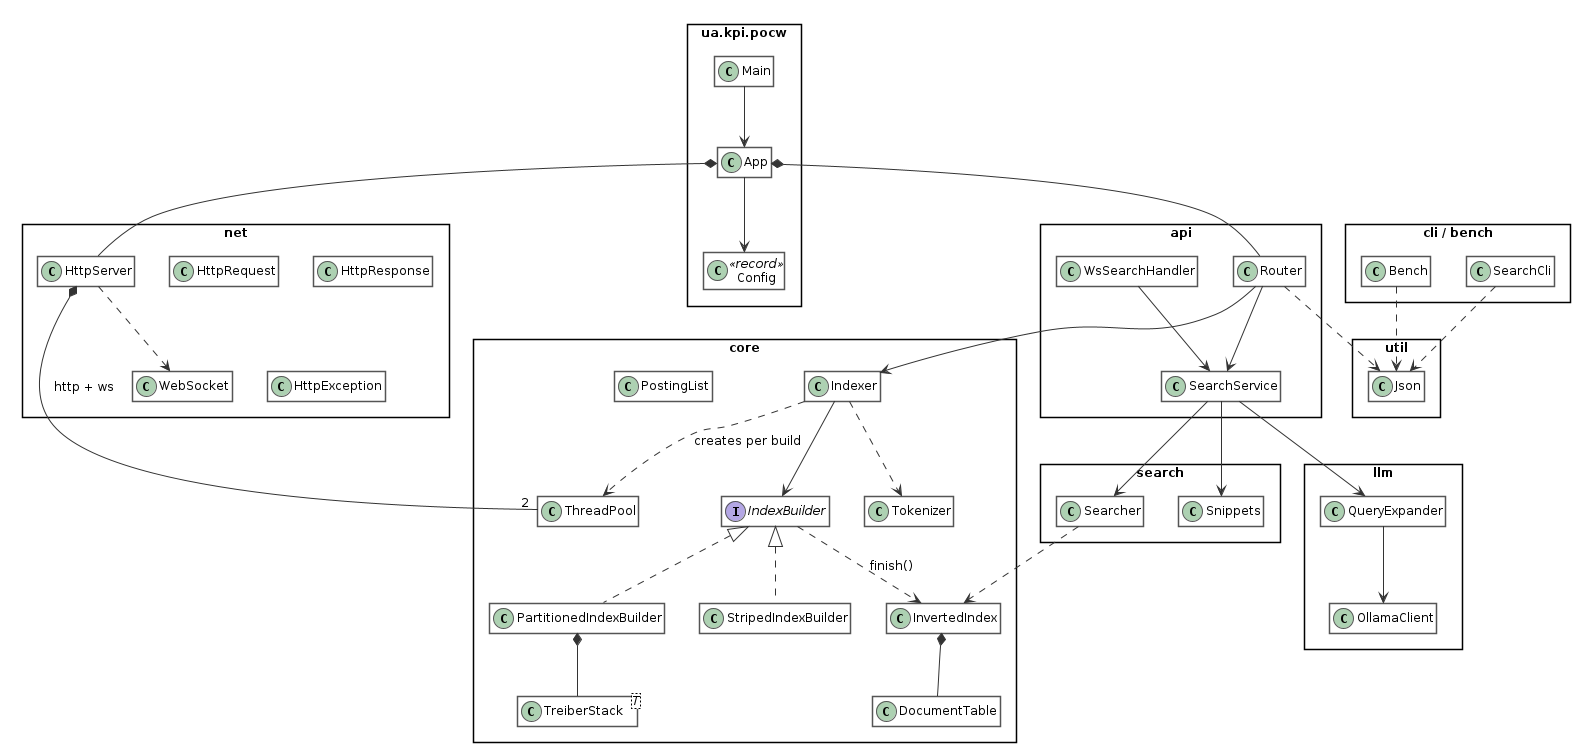 ua.kpi.pocw
C Main
C App
C «record»
Config
net
C HttpServer
C HttpRequest
C HttpResponse
C WebSocket
C HttpException
http + ws
api
C WsSearchHandler
C Router
C SearchService
cli / bench
C Bench
C SearchCli
util
C Json
core
C PostingList
C Indexer
creates per build
2
C ThreadPool
I IndexBuilder
C Tokenizer
finish()
C PartitionedIndexBuilder
C StripedIndexBuilder
C InvertedIndex
C TreiberStack
T
C DocumentTable
search
C Searcher
C Snippets
llm
C QueryExpander
C OllamaClient